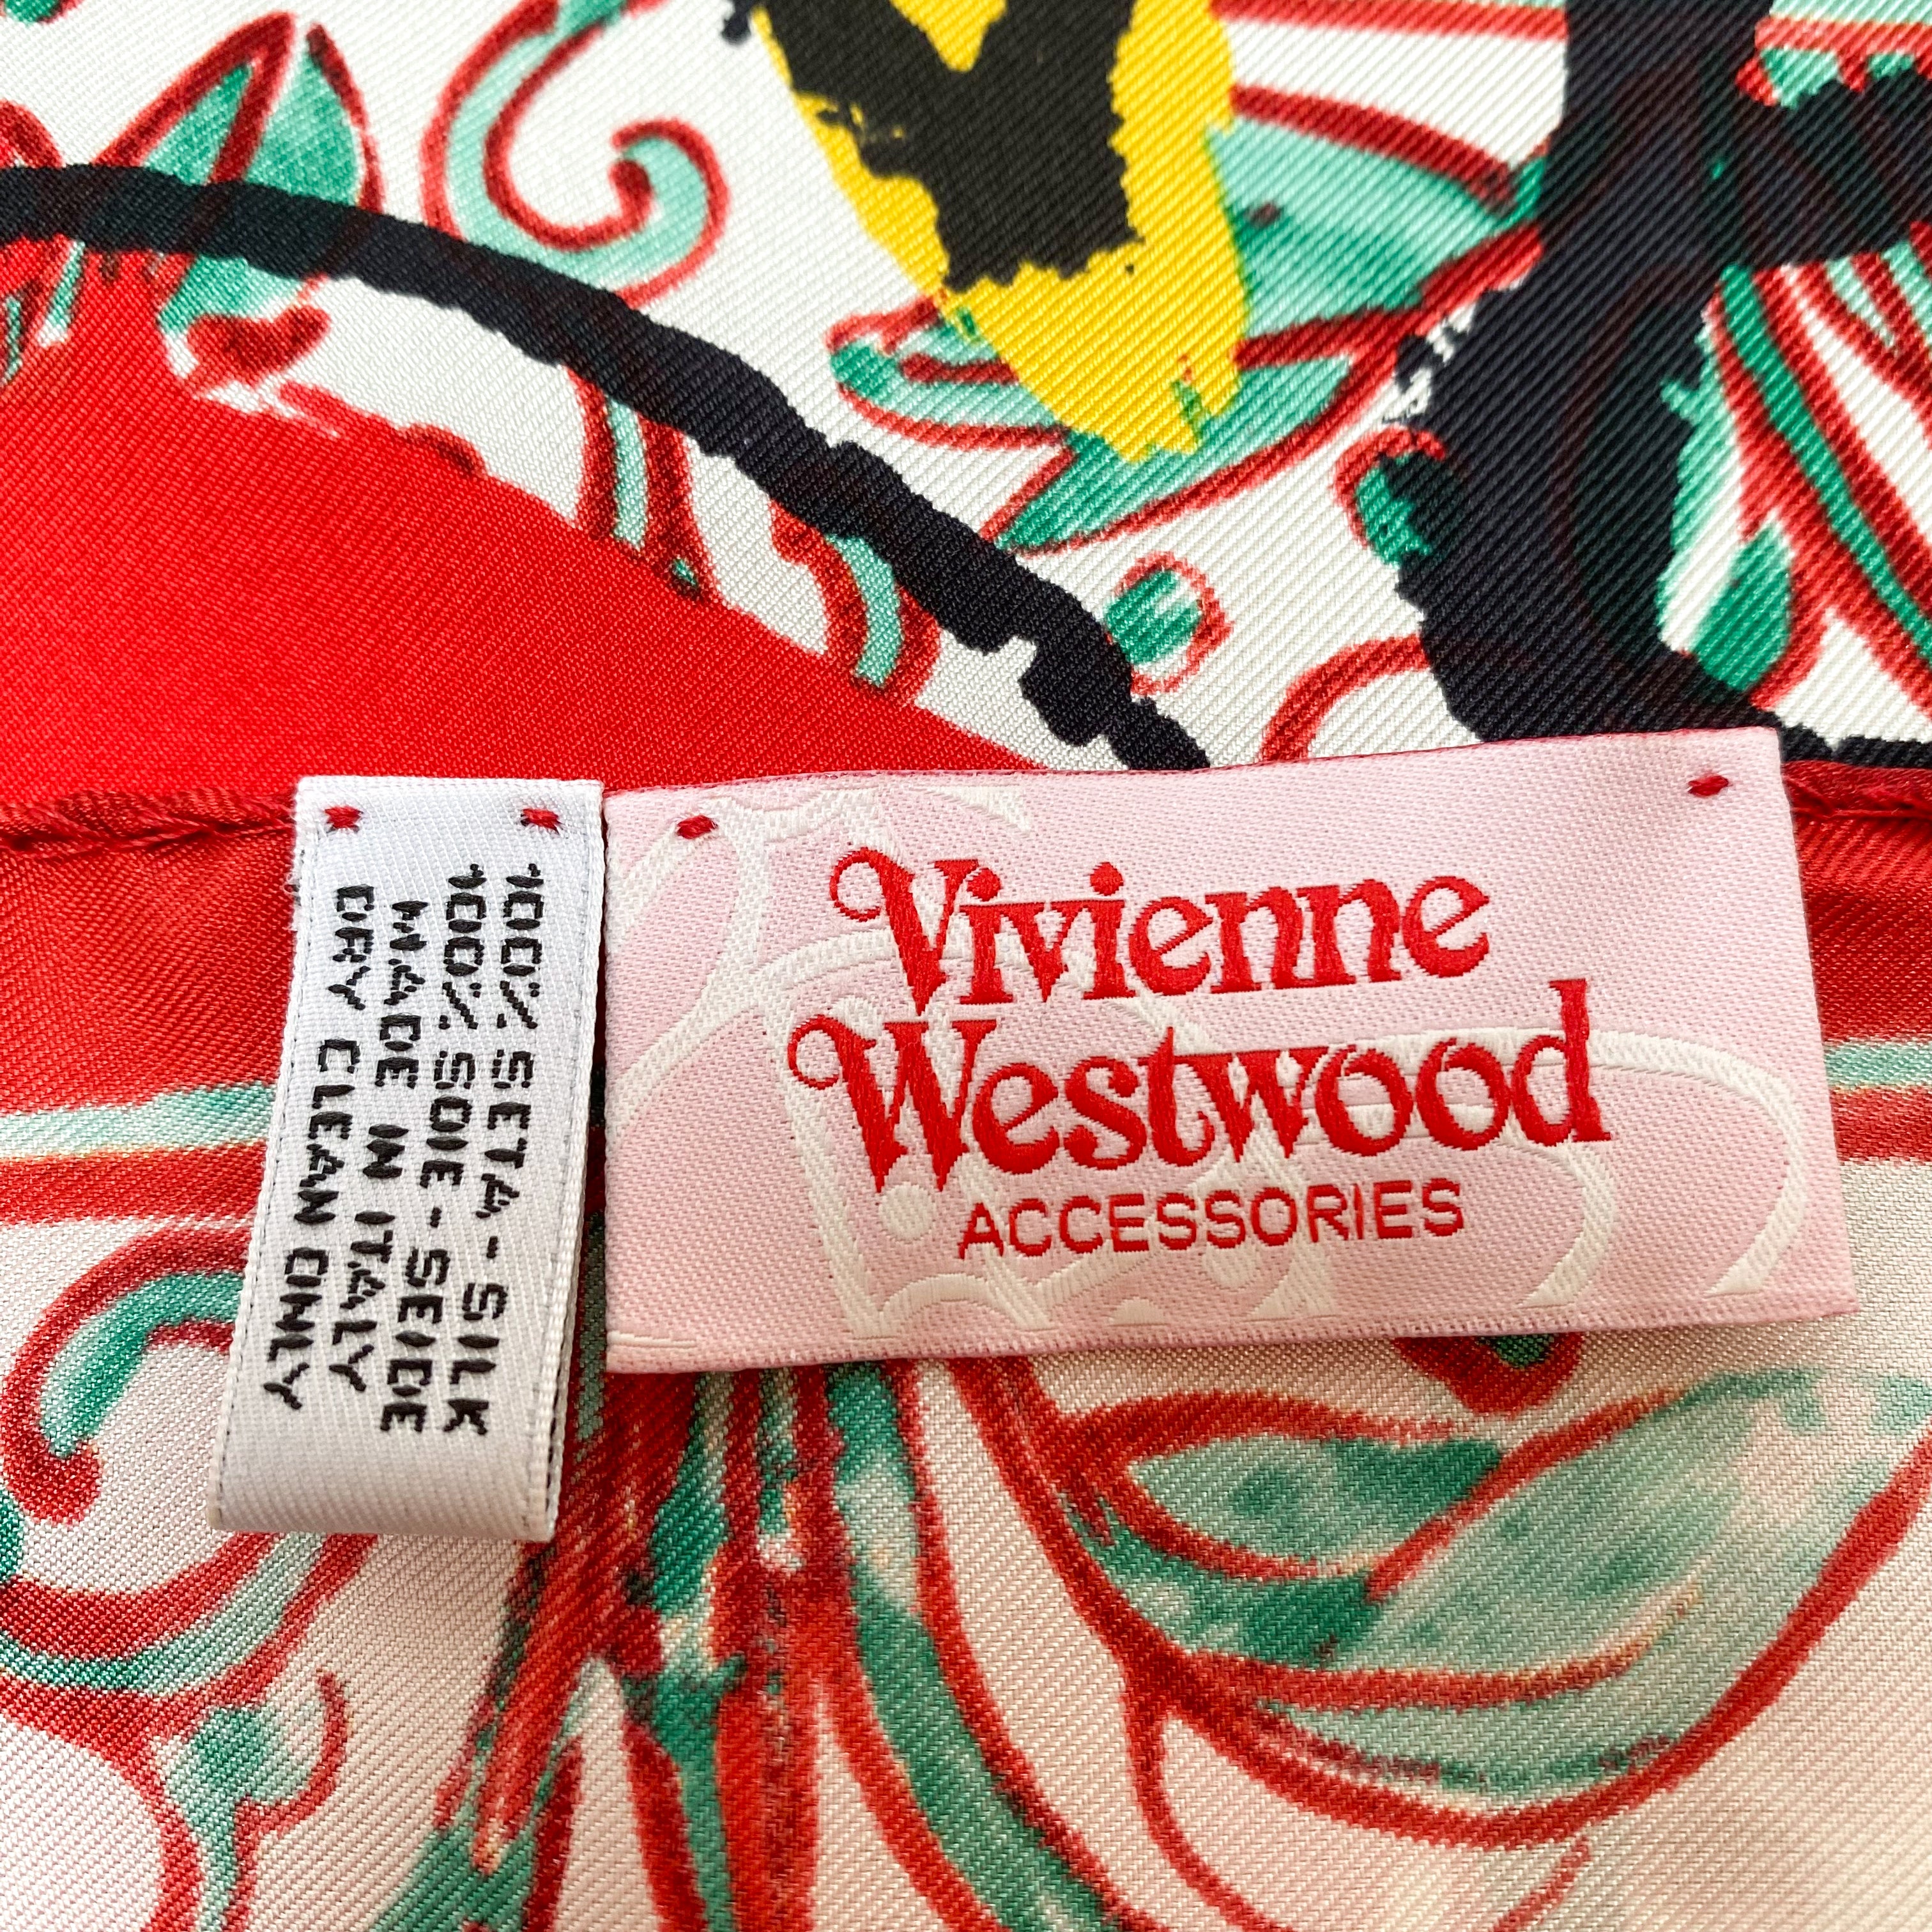 100% SETA - SILK
100% SOIE - SEIDE
MADE IN ITALY
DRY CLEAN ONLY
Vivienne
Westwood
ACCESSORIES